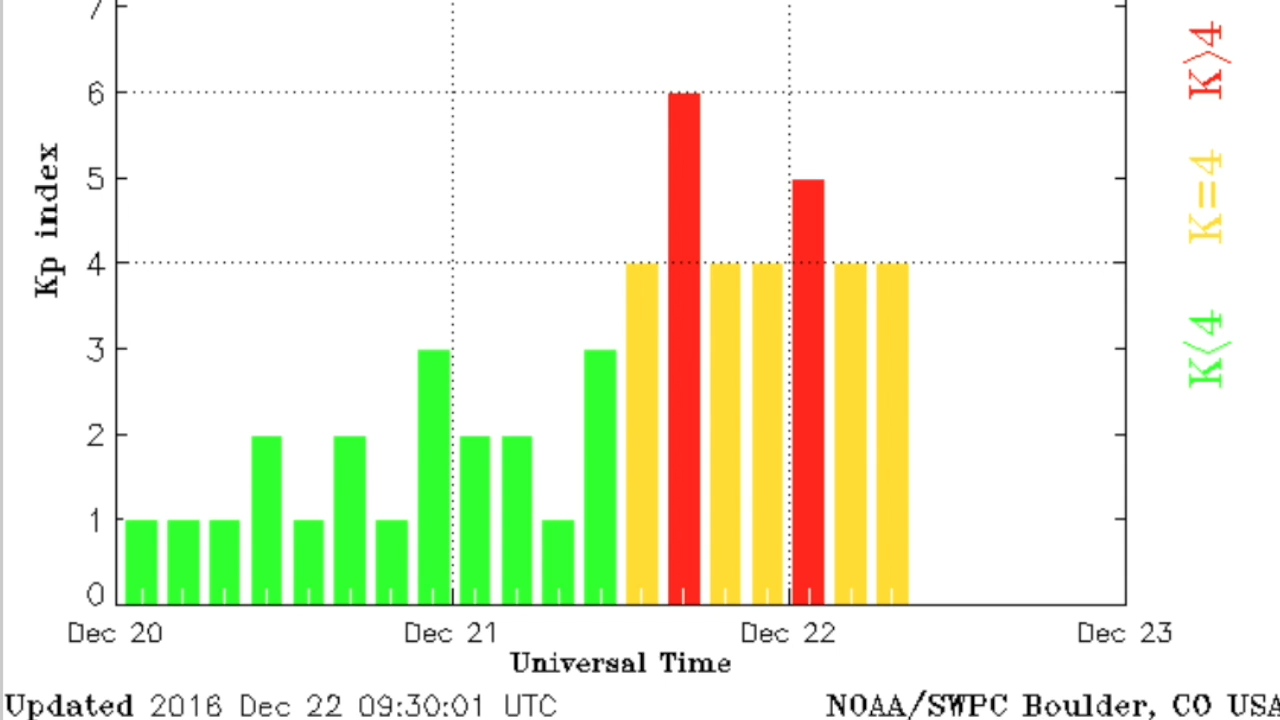 7
6
5
4
3
2
1
0
Kp index
K>4
K=4
K<4
Dec 20 Dec 21 Dec 22 Dec 23
Universal Time
Updated 2016 Dec 22 09:30:01 UTC NOAA/SWPC Boulder, CO USA